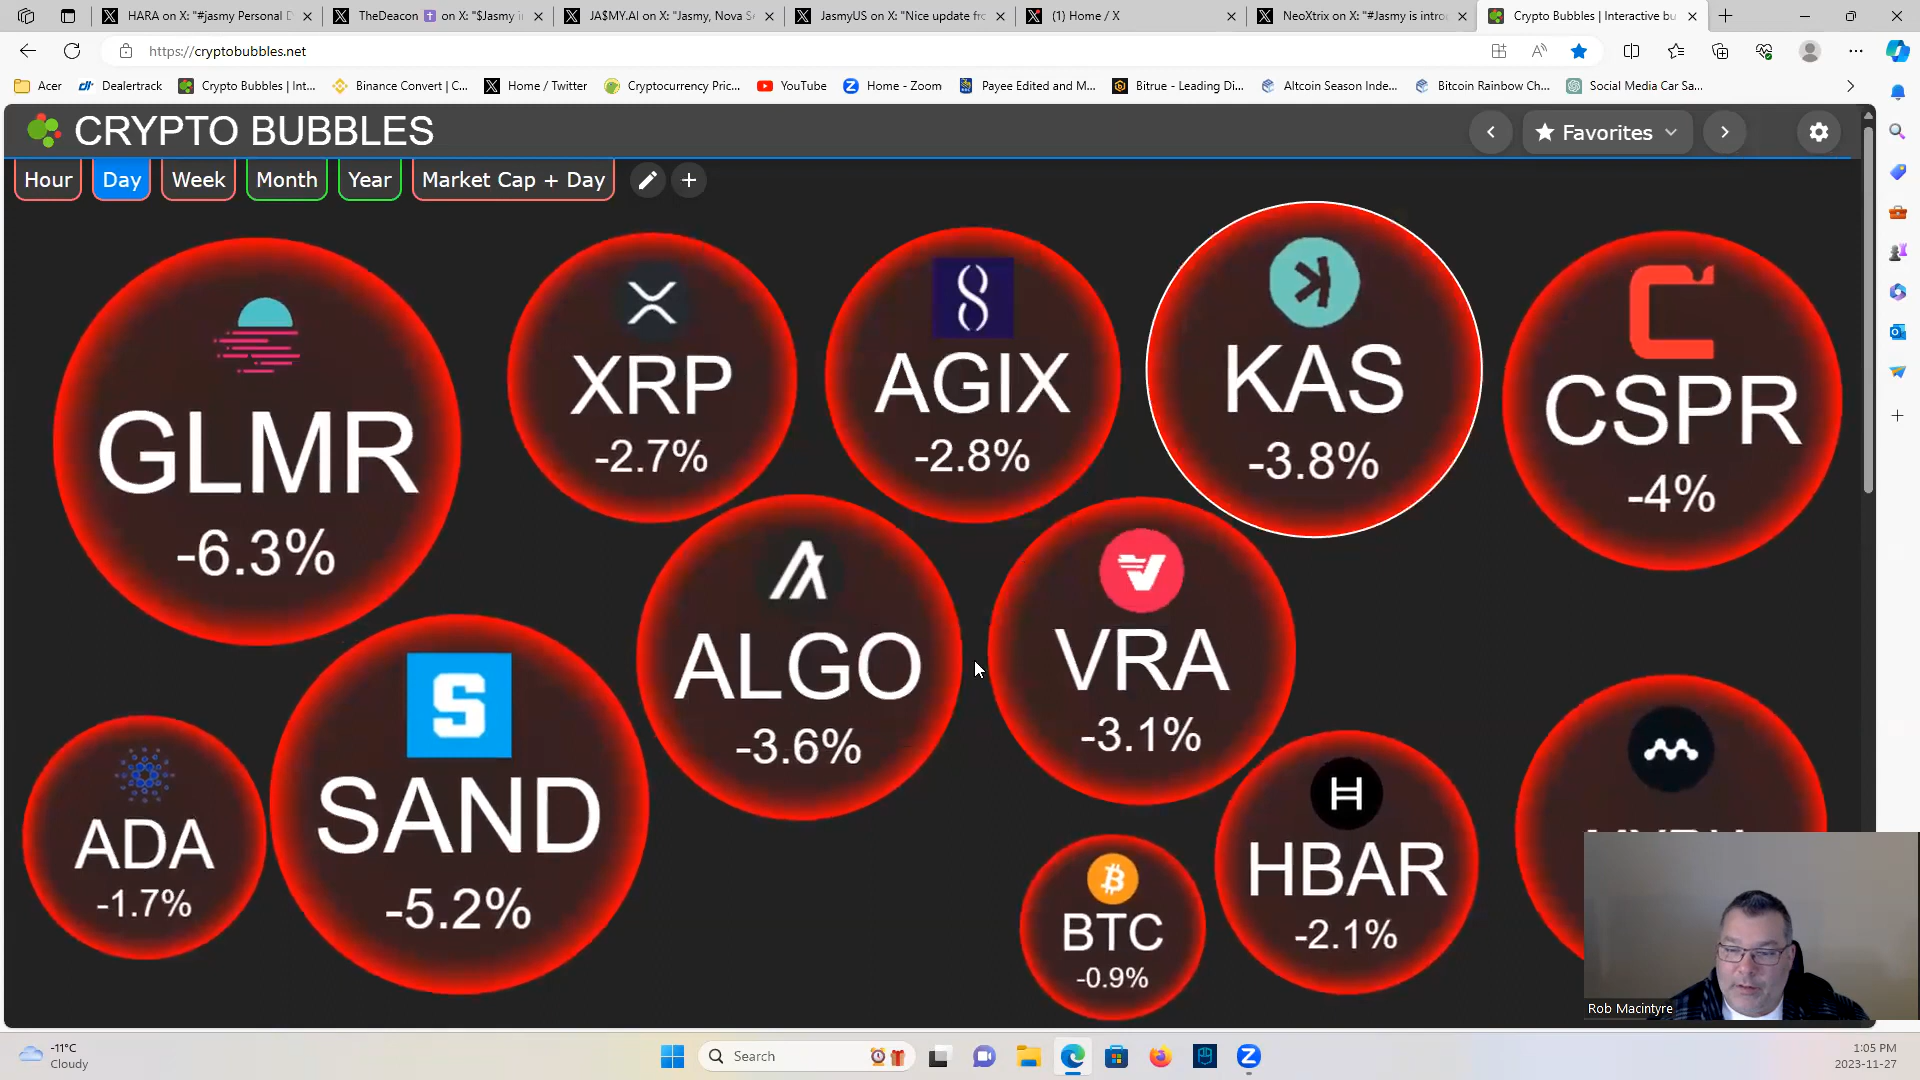 HARA on X: "#jasmy Personal D
TheDeacon ✝ on X: "$Jasmy i
JA$MY.AI on X: "Jasmy, Nova S
JasmyUS on X: "Nice update fr
(1) Home / X
NeoXtrix on X: "#Jasmy is intro
Crypto Bubbles | Interactive bu
https://cryptobubbles.net
Acer
Dealertrack
Crypto Bubbles | Int...
Binance Convert | C...
Home / Twitter
Cryptocurrency Pric...
YouTube
Home - Zoom
Payee Edited and M...
Bitrue - Leading Di...
Altcoin Season Inde...
Bitcoin Rainbow Ch...
Social Media Car Sa...
CRYPTO BUBBLES
Favorites
Hour
Day
Week
Month
Year
Market Cap + Day
GLMR
-6.3%
XRP
-2.7%
AGIX
-2.8%
KAS
-3.8%
CSPR
-4%
ALGO
-3.6%
VRA
-3.1%
SAND
-5.2%
ADA
-1.7%
HBAR
-2.1%
BTC
-0.9%
Rob Macintyre
-11°C
Cloudy
Search
1:05 PM
2023-11-27